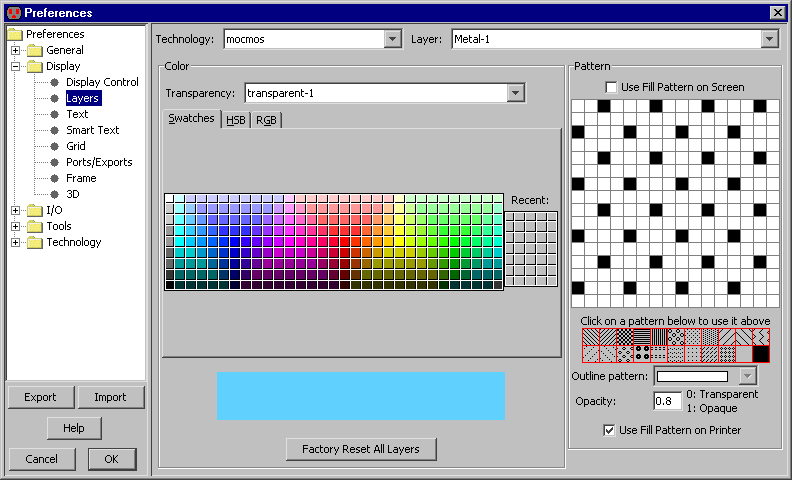 Preferences
Preferences
General
Display
Display Control
Layers
Text
Smart Text
Grid
Ports/Exports
Frame
3D
I/O
Tools
Technology
Export Import
Help
Cancel OK
Technology: mocmos Layer: Metal-1
Color
Transparency: transparent-1
Swatches HSB RGB
Recent:
Factory Reset All Layers
Pattern
Use Fill Pattern on Screen
Click on a pattern below to use it above
Outline pattern:
Opacity: 0.8 0: Transparent
1: Opaque
Use Fill Pattern on Printer